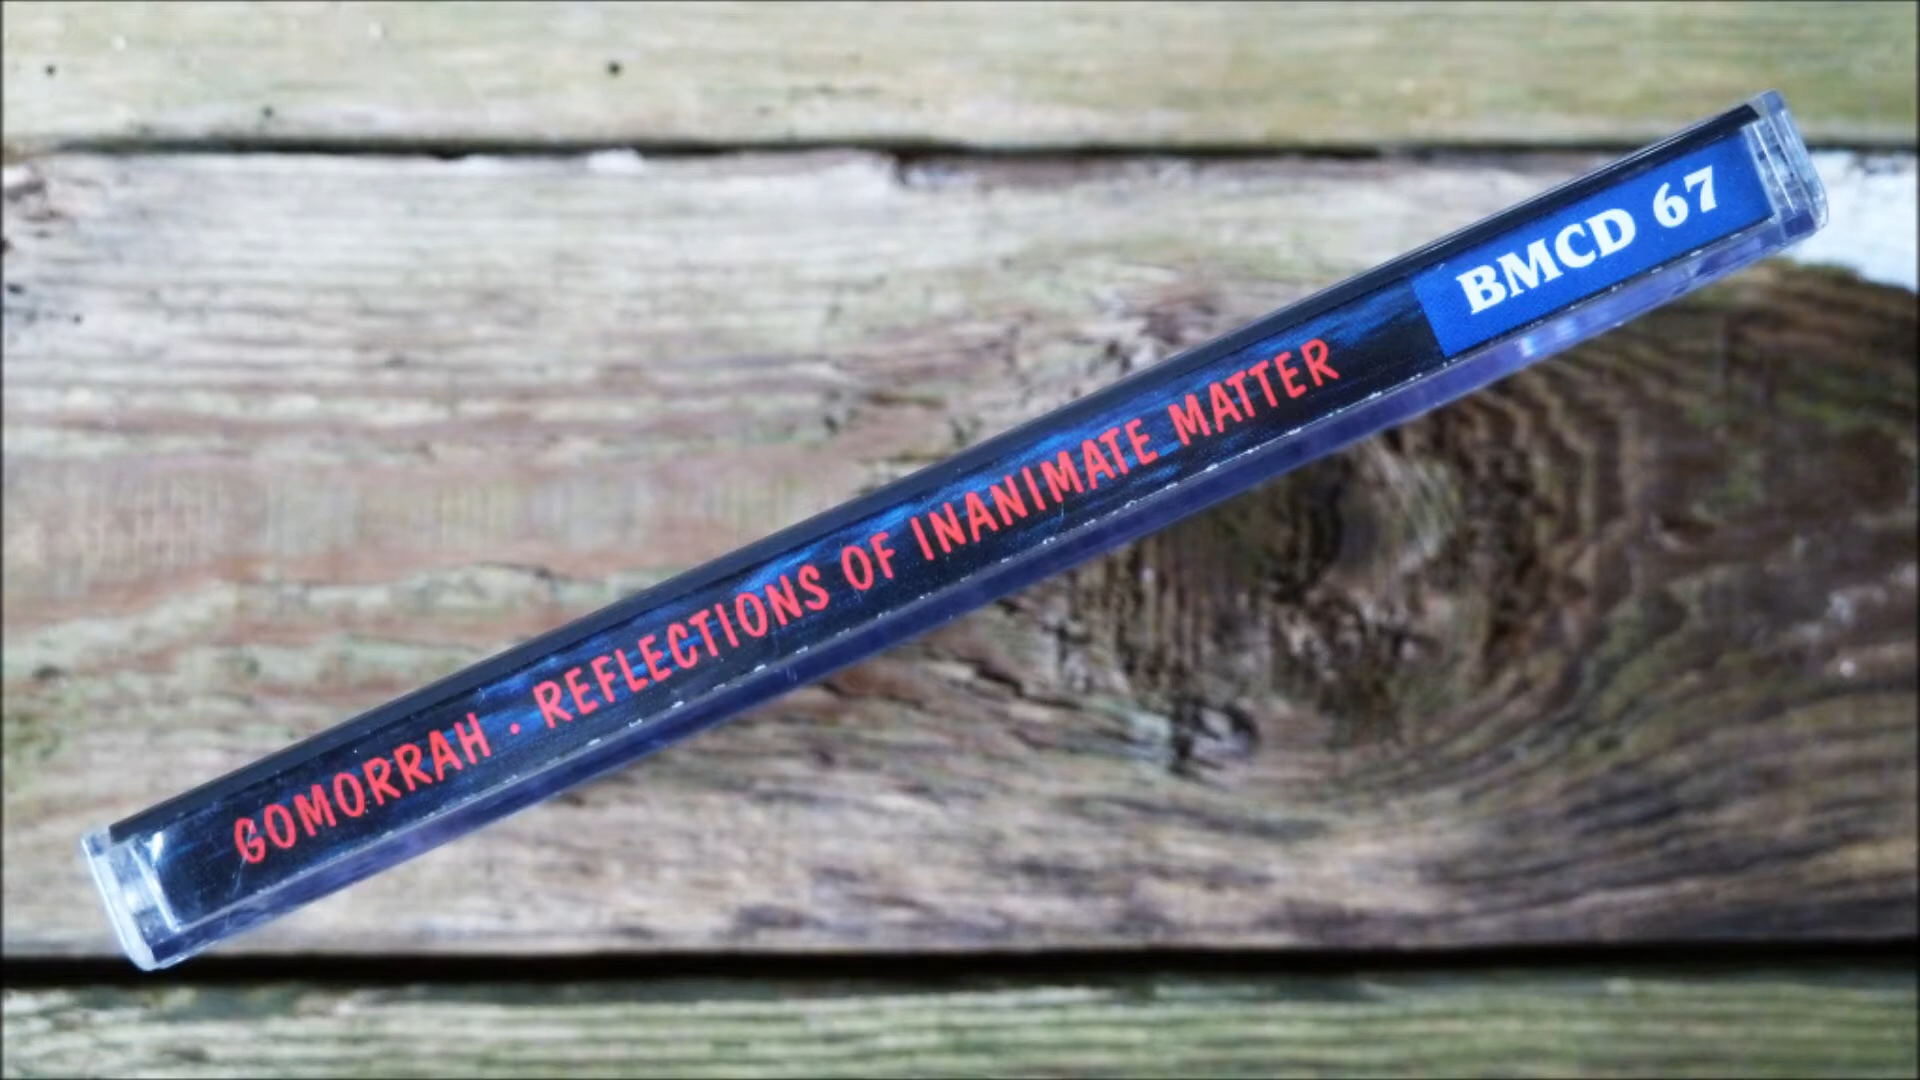 GOMORRAH · REFLECTIONS OF INANIMATE MATTER
BMCD 67